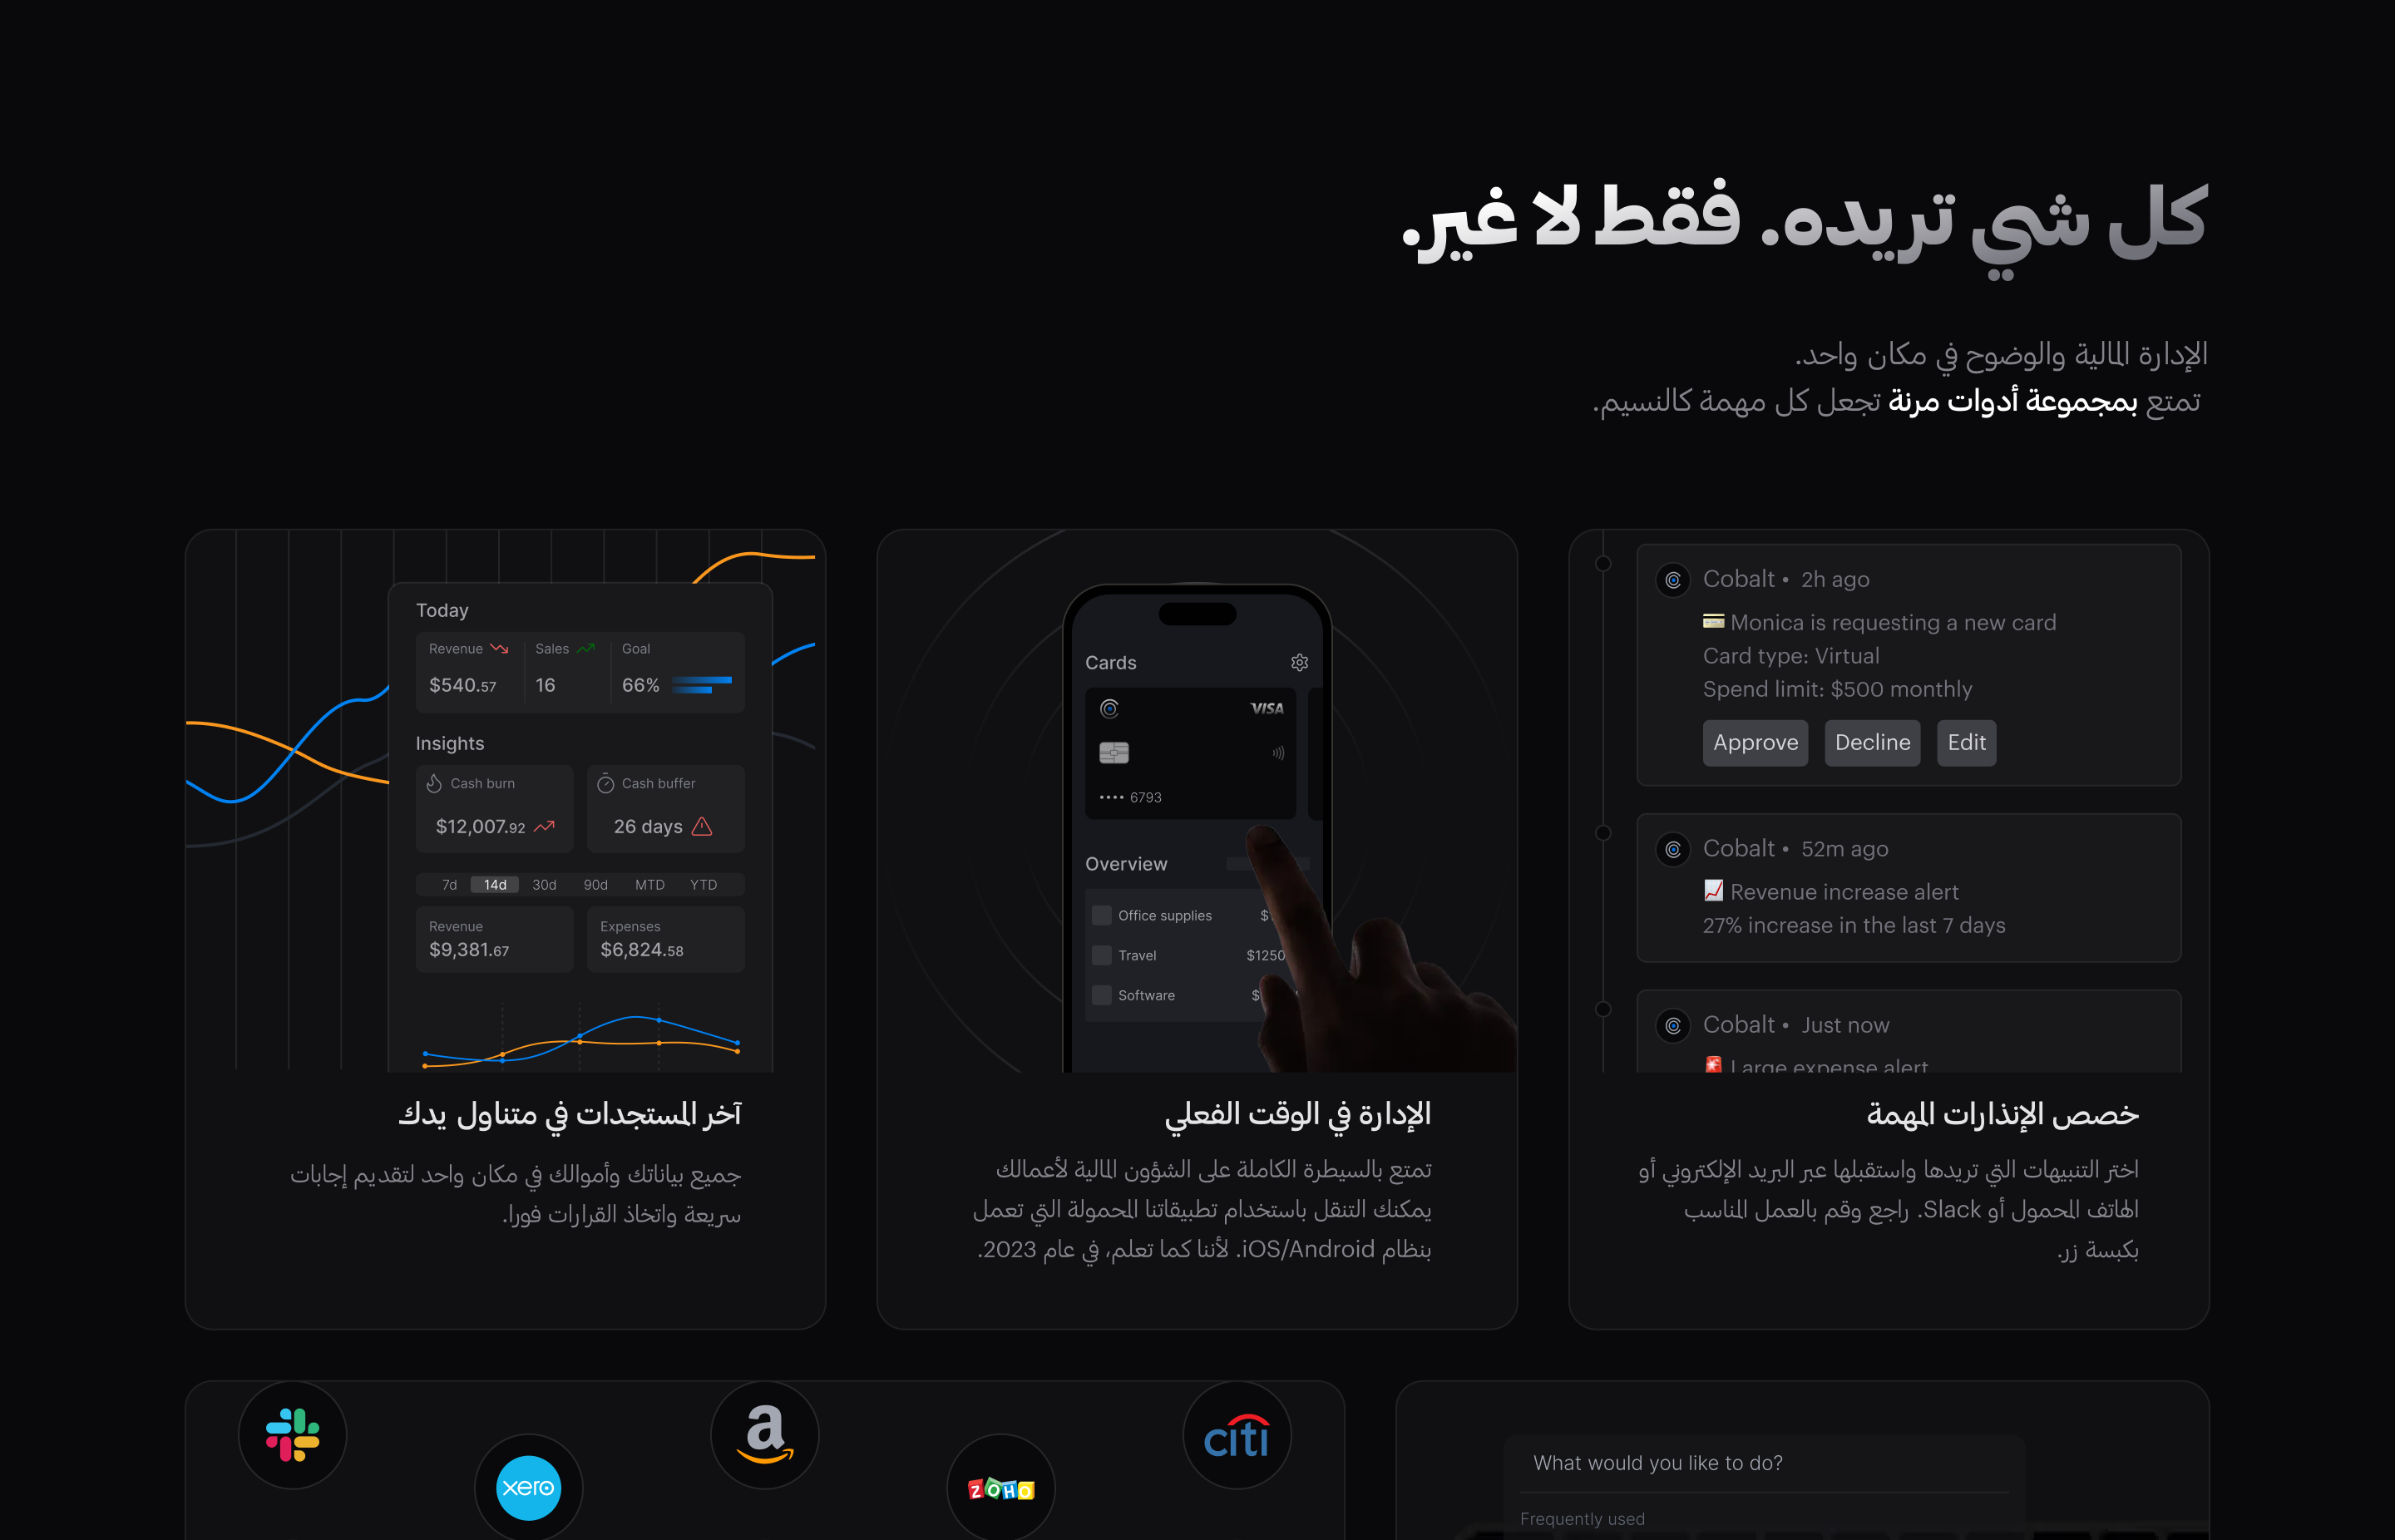 كل شي تريده. فقط لا غير.
الإدارة المالية والوضوح في مكان واحد.
تمتع بمجموعة أدوات مرنة تجعل كل مهمة كالنسيم.
Cobalt • 2h ago
💳 Monica is requesting a new card
Card type: Virtual
Spend limit: $500 monthly
Approve Decline Edit
Cobalt • 52m ago
📈 Revenue increase alert
27% increase in the last 7 days
Cobalt • Just now
🚨 Large expense alert
خصص الإنذارات المهمة
اختر التنبيهات التي تريدها واستقبلها عبر البريد الإلكتروني أو
الهاتف المحمول أو Slack. راجع وقم بالعمل المناسب
بكبسة زر.
Cards
VISA
•••• 6793
Overview
Office supplies
Travel $1250
Software
الإدارة في الوقت الفعلي
تمتع بالسيطرة الكاملة على الشؤون المالية لأعمالك
يمكنك التنقل باستخدام تطبيقاتنا المحمولة التي تعمل
بنظام iOS/Android. لأننا كما تعلم، في عام 2023.
Today
Revenue Sales Goal
$540.57 16 66%
Insights
Cash burn Cash buffer
$12,007.92 26 days
7d 14d 30d 90d MTD YTD
Revenue Expenses
$9,381.67 $6,824.58
آخر المستجدات في متناول يدك
جميع بياناتك وأموالك في مكان واحد لتقديم إجابات
سريعة واتخاذ القرارات فورا.
What would you like to do?
Frequently used
citi
ZOHO
a
xero